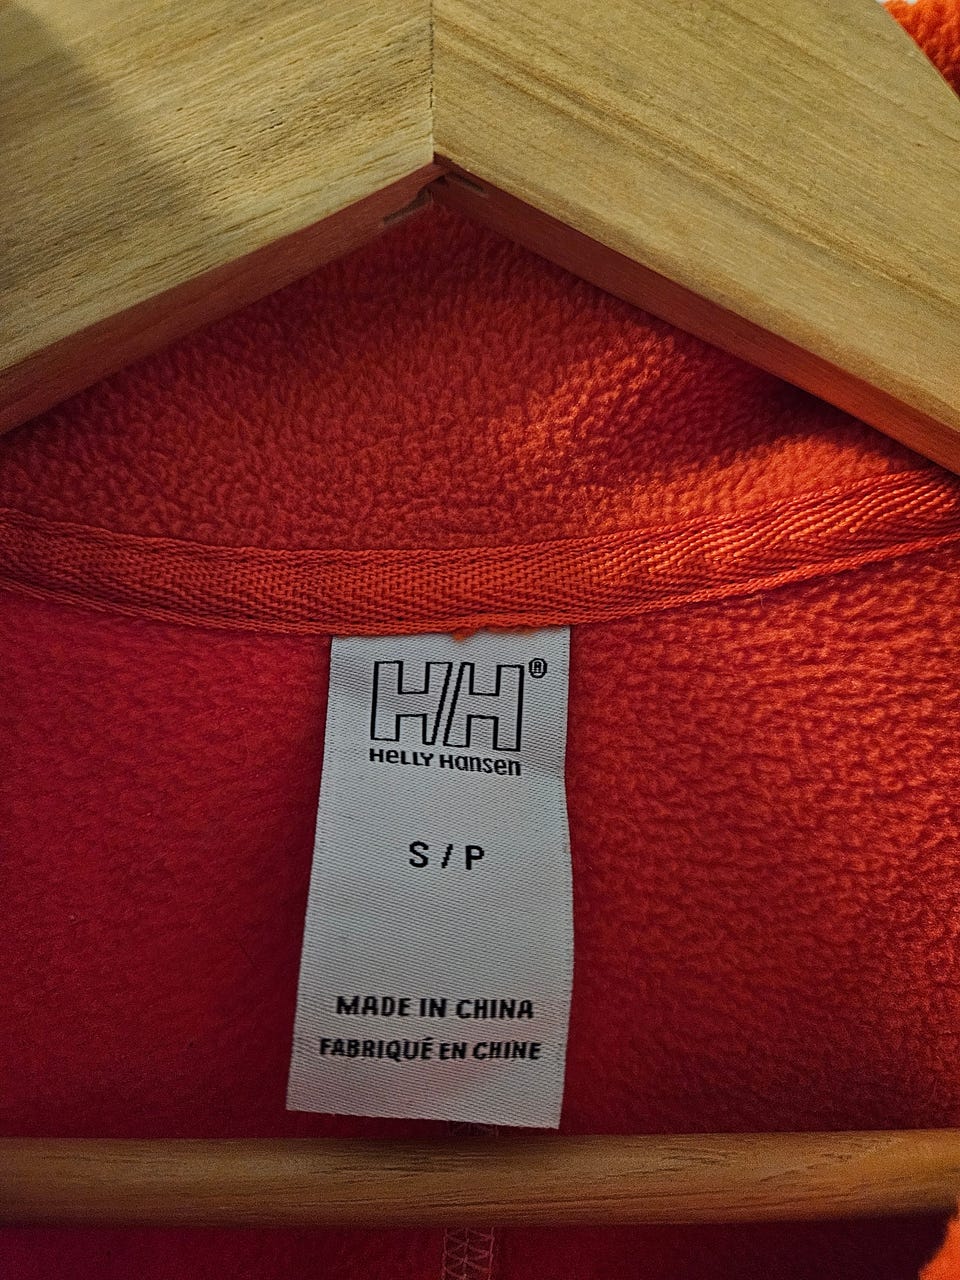 HH®
Helly Hansen
S / P
MADE IN CHINA
FABRIQUÉ EN CHINE